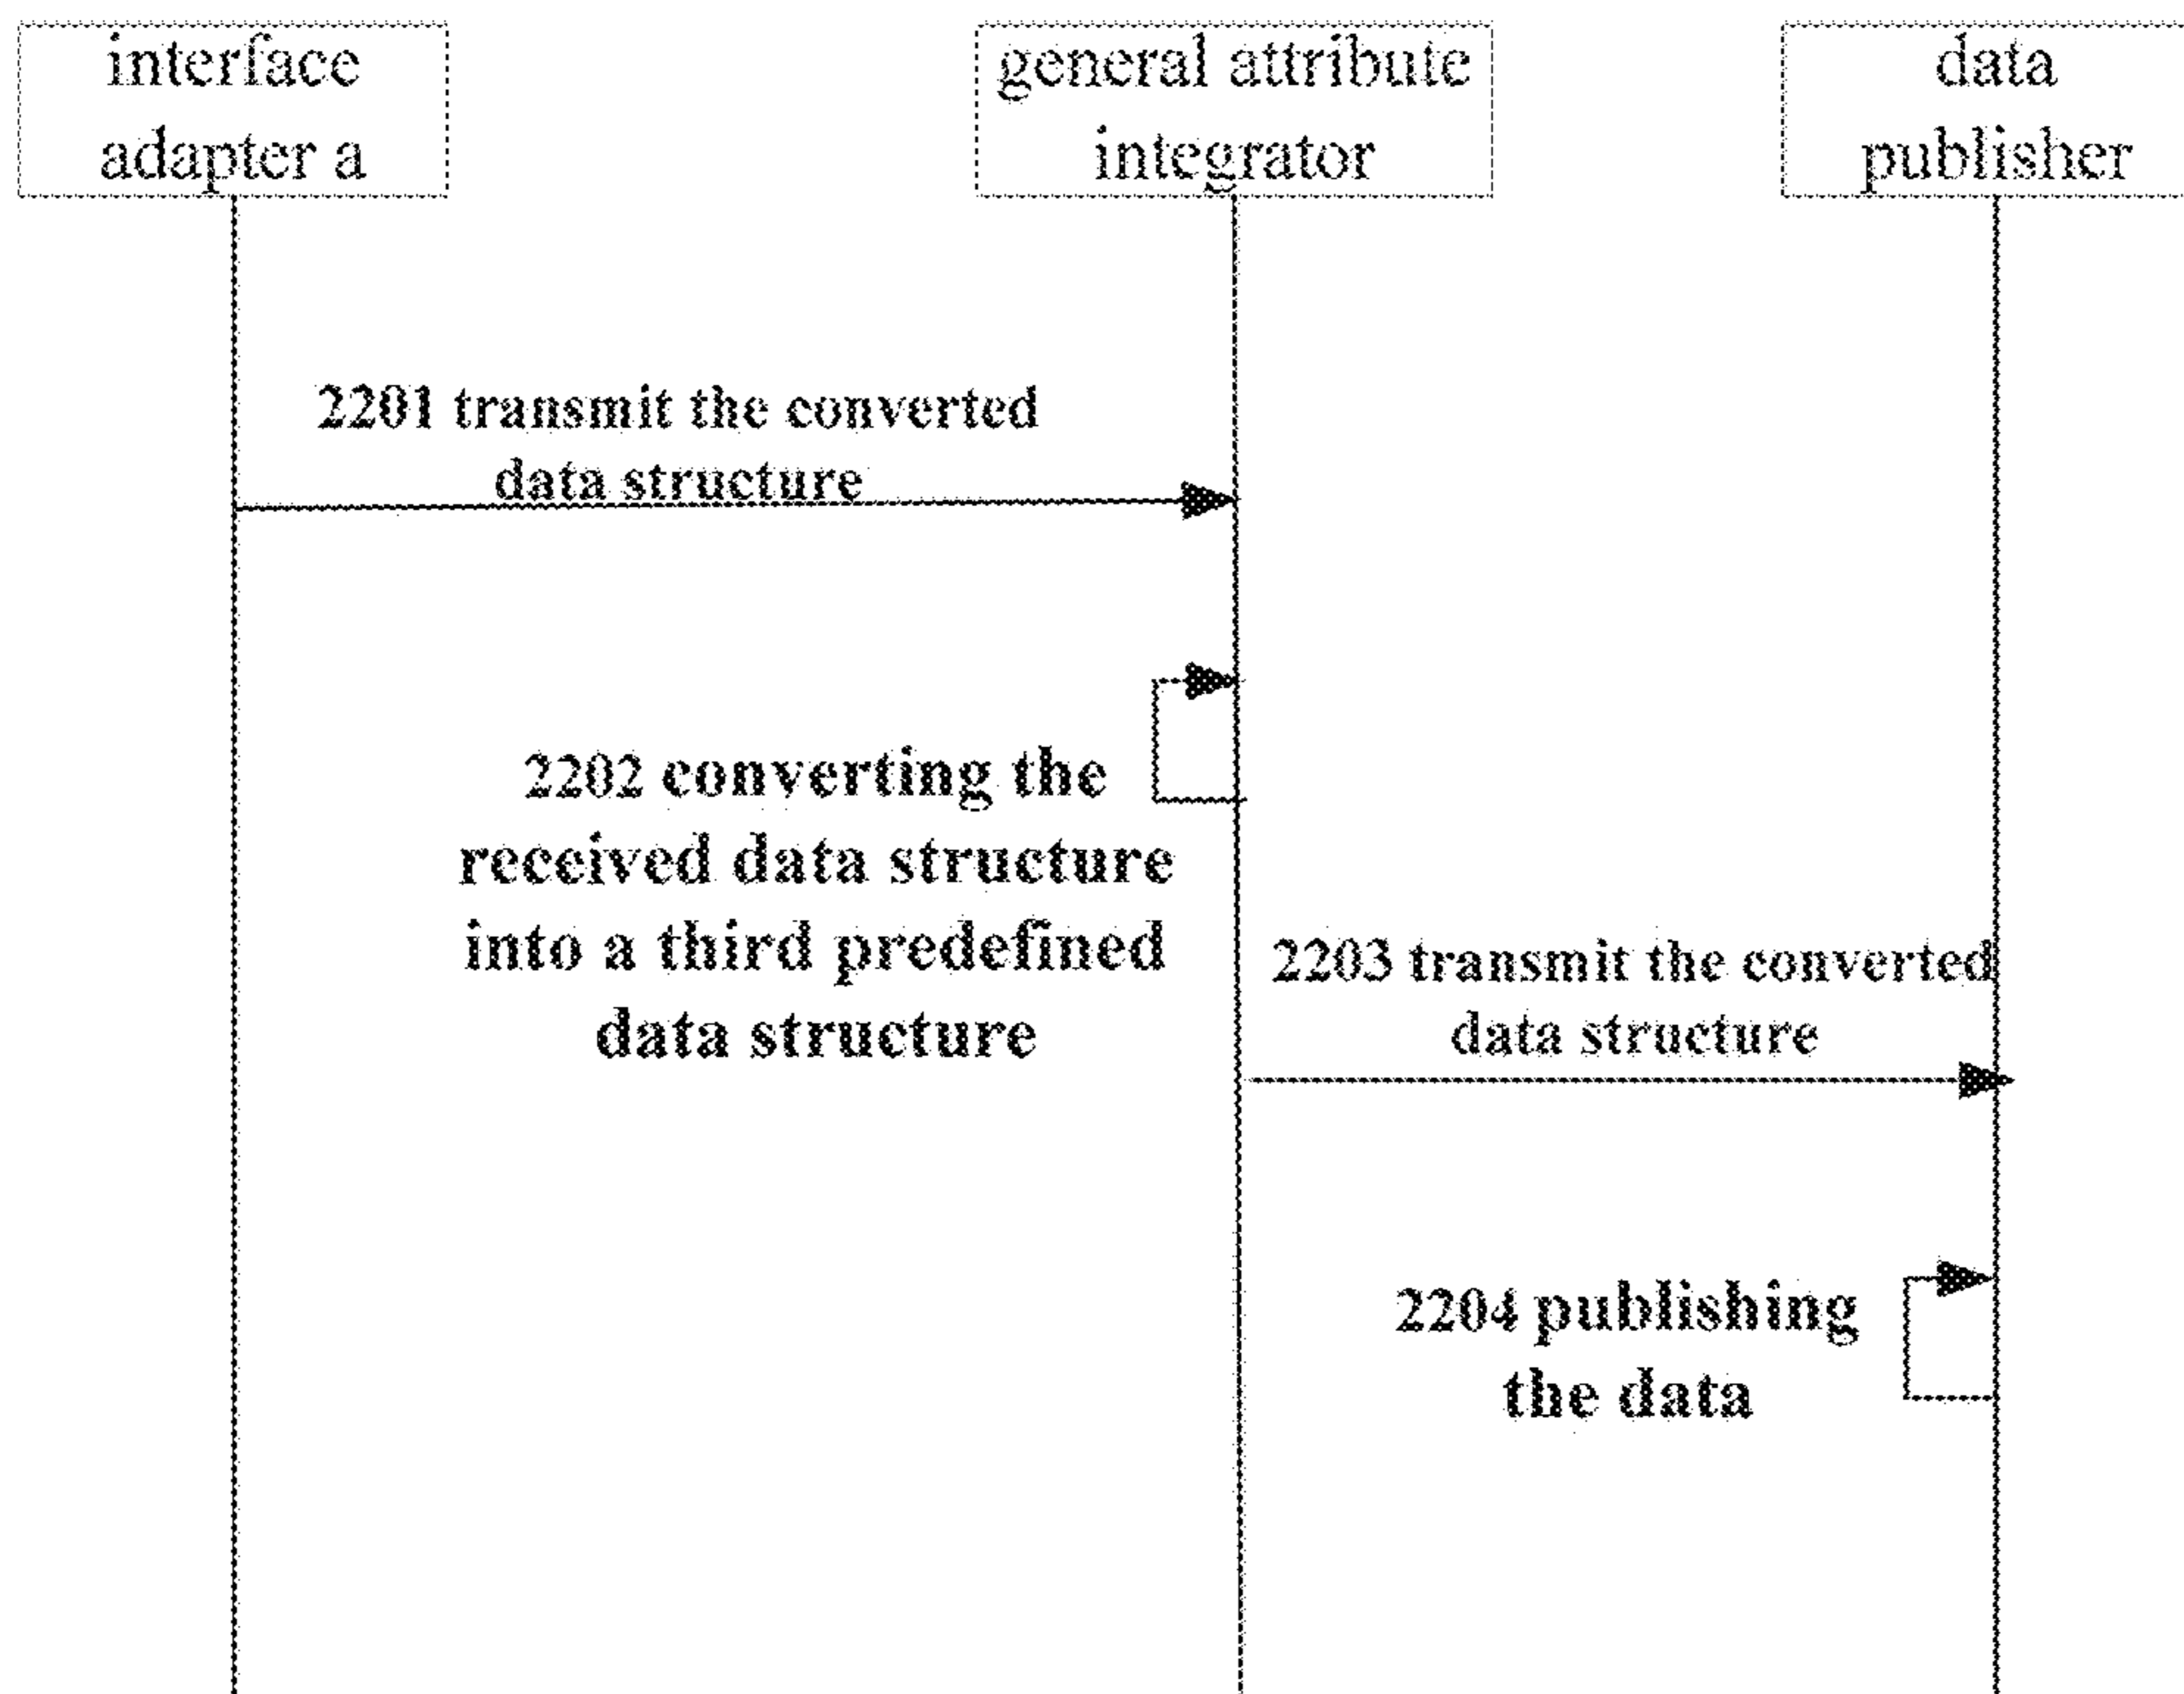 interface
adapter a
general attribute
integrator
data
publisher
2201 transmit the converted
data structure
2202 converting the
received data structure
into a third predefined
data structure
2203 transmit the converted
data structure
2204 publishing
the data